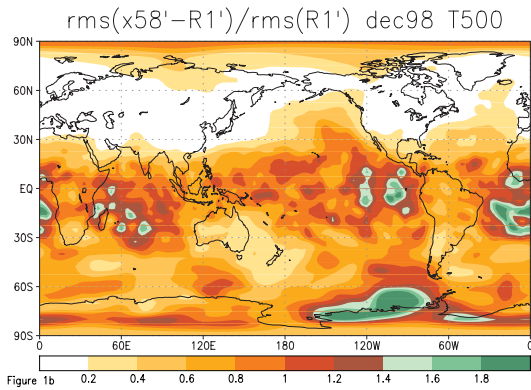 rms(x58'-R1')/rms(R1') dec98 T500
90N
60N
30N
EQ
30S
60S
90S
0 60E 120E 180 120W 60W 0
0.2 0.4 0.6 0.8 1 1.2 1.4 1.6 1.8
Figure 1b